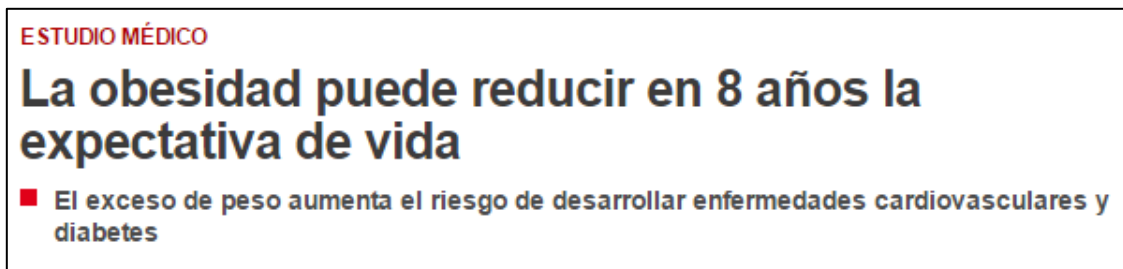 ESTUDIO MÉDICO
La obesidad puede reducir en 8 años la
expectativa de vida
El exceso de peso aumenta el riesgo de desarrollar enfermedades cardiovasculares y
diabetes